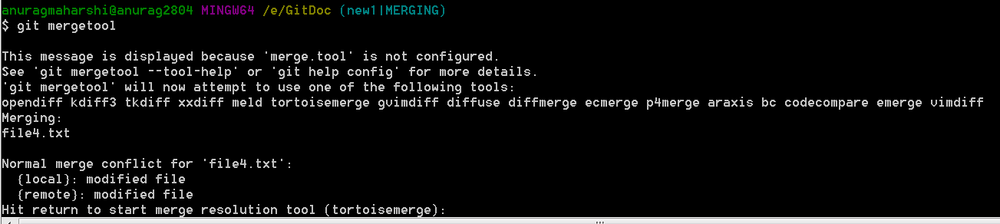 anuragmaharshi@anurag2804 MINGW64 /e/GitDoc (new1|MERGING)
$ git mergetool
This message is displayed because 'merge.tool' is not configured.
See 'git mergetool --tool-help' or 'git help config' for more details.
'git mergetool' will now attempt to use one of the following tools:
opendiff kdiff3 tkdiff xxdiff meld tortoisemerge gvimdiff diffuse diffmerge ecmerge p4merge araxis bc codecompare emerge vimdiff
Merging:
file4.txt
Normal merge conflict for 'file4.txt':
  {local}: modified file
  {remote}: modified file
Hit return to start merge resolution tool (tortoisemerge):